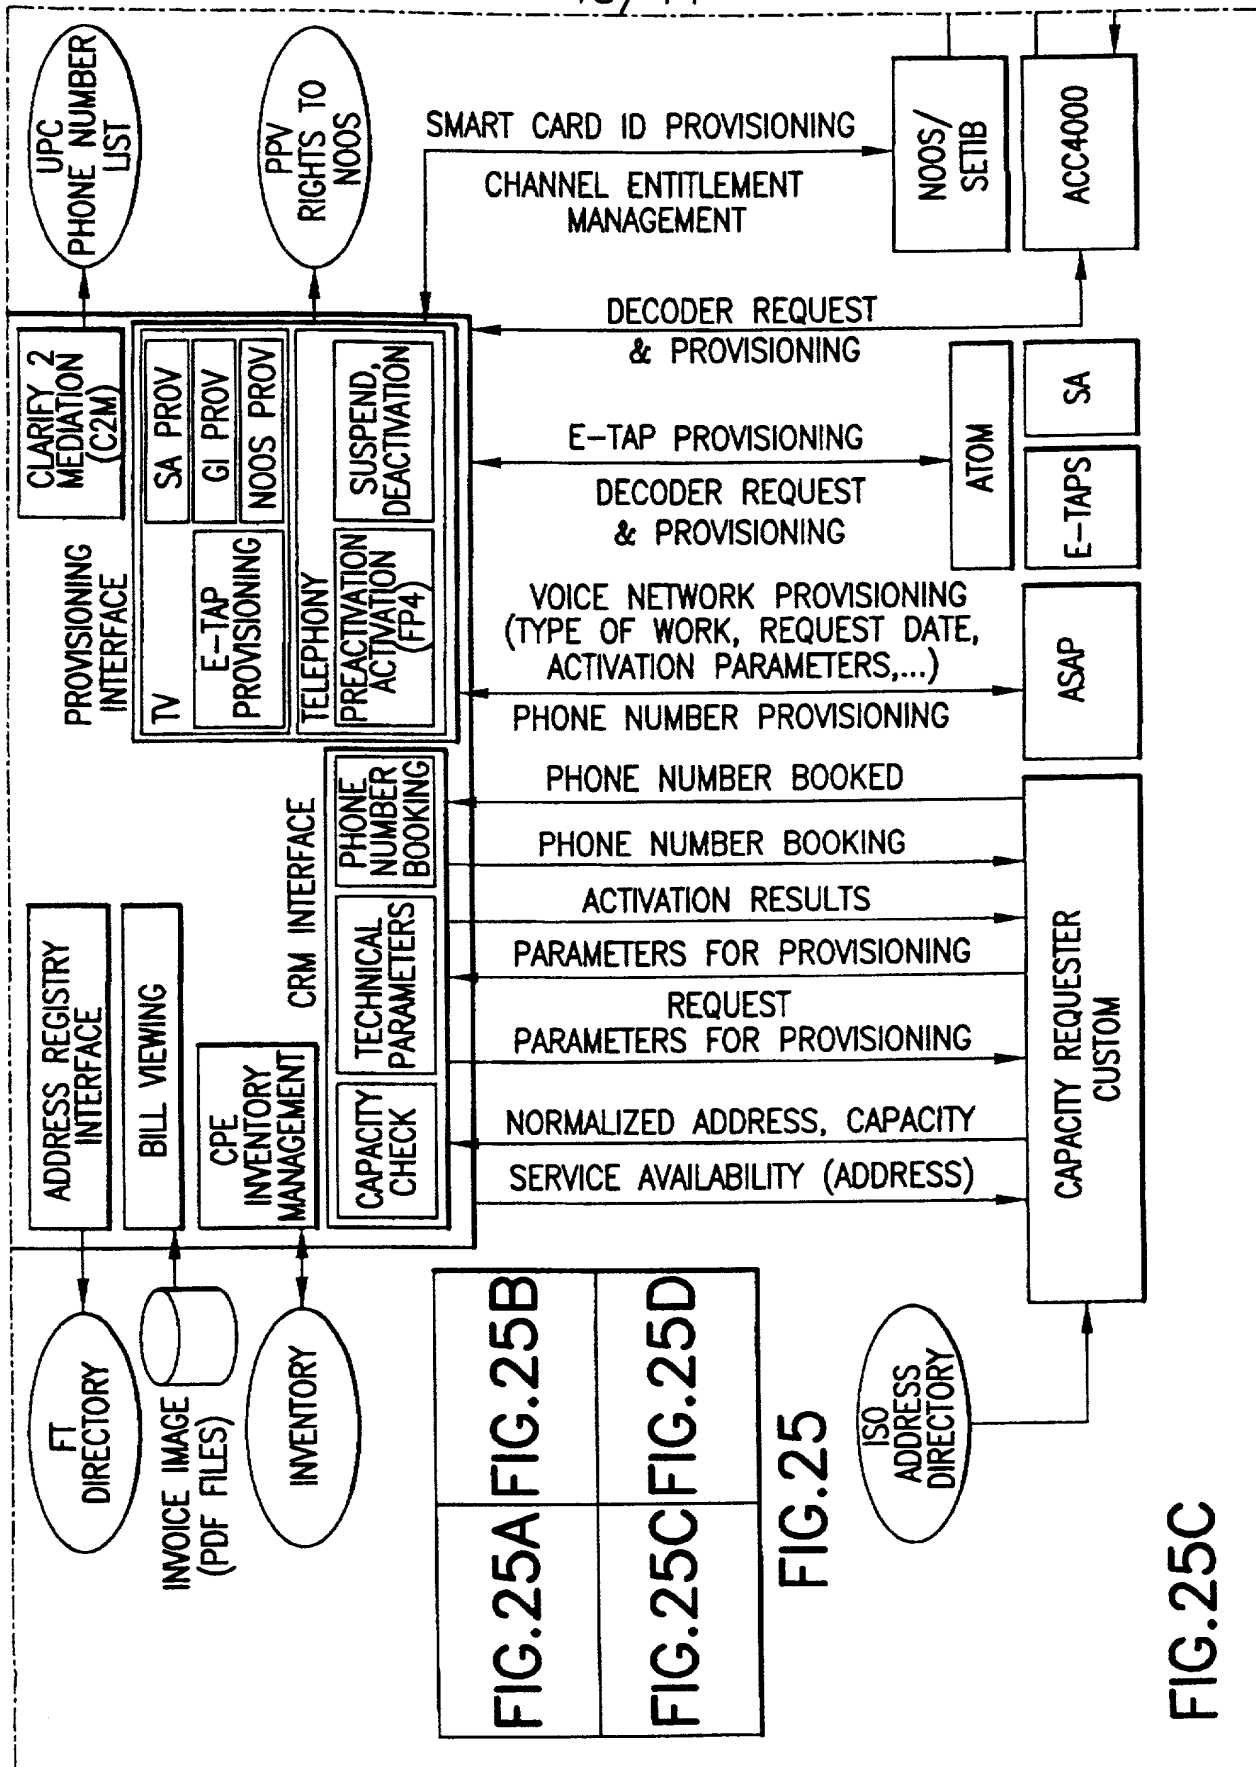 ADDRESS REGISTRY
INTERFACE
BILL VIEWING
CPE
INVENTORY
MANAGEMENT
CRM INTERFACE
CAPACITY
CHECK
TECHNICAL
PARAMETERS
PHONE
NUMBER
BOOKING
PROVISIONING
INTERFACE
CLARIFY 2
MEDIATION
(C2M)
TV
E-TAP
PROVISIONING
SA PROV
GI PROV
NOOS PROV
TELEPHONY
PREACTIVATION
ACTIVATION
(FP4)
SUSPEND,
DEACTIVATION
UPC
PHONE NUMBER
LIST
PPV
RIGHTS TO
NOOS
FT
DIRECTORY
INVOICE IMAGE
(PDF FILES)
INVENTORY
SMART CARD ID PROVISIONING
CHANNEL ENTITLEMENT
MANAGEMENT
DECODER REQUEST
& PROVISIONING
E-TAP PROVISIONING
DECODER REQUEST
& PROVISIONING
VOICE NETWORK PROVISIONING
(TYPE OF WORK, REQUEST DATE,
ACTIVATION PARAMETERS,...)
PHONE NUMBER PROVISIONING
PHONE NUMBER BOOKED
PHONE NUMBER BOOKING
ACTIVATION RESULTS
PARAMETERS FOR PROVISIONING
REQUEST
PARAMETERS FOR PROVISIONING
NORMALIZED ADDRESS, CAPACITY
SERVICE AVAILABILITY (ADDRESS)
NOOS/
SETIB
ACC4000
ATOM
SA
E-TAPS
ASAP
CAPACITY REQUESTER
CUSTOM
ISO
ADDRESS
DIRECTORY
FIG.25A
FIG.25B
FIG.25C
FIG.25D
FIG.25
FIG.25C